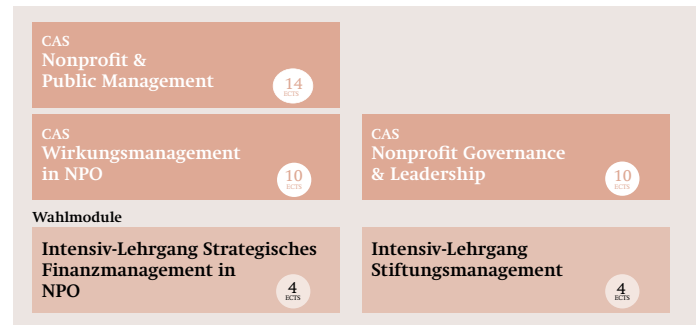 CAS
Nonprofit &
Public Management
14
ECTS
CAS
Wirkungsmanagement
in NPO
10
ECTS
CAS
Nonprofit Governance
& Leadership
10
ECTS
Wahlmodule
Intensiv-Lehrgang Strategisches
Finanzmanagement in
NPO
4
ECTS
Intensiv-Lehrgang
Stiftungsmanagement
4
ECTS